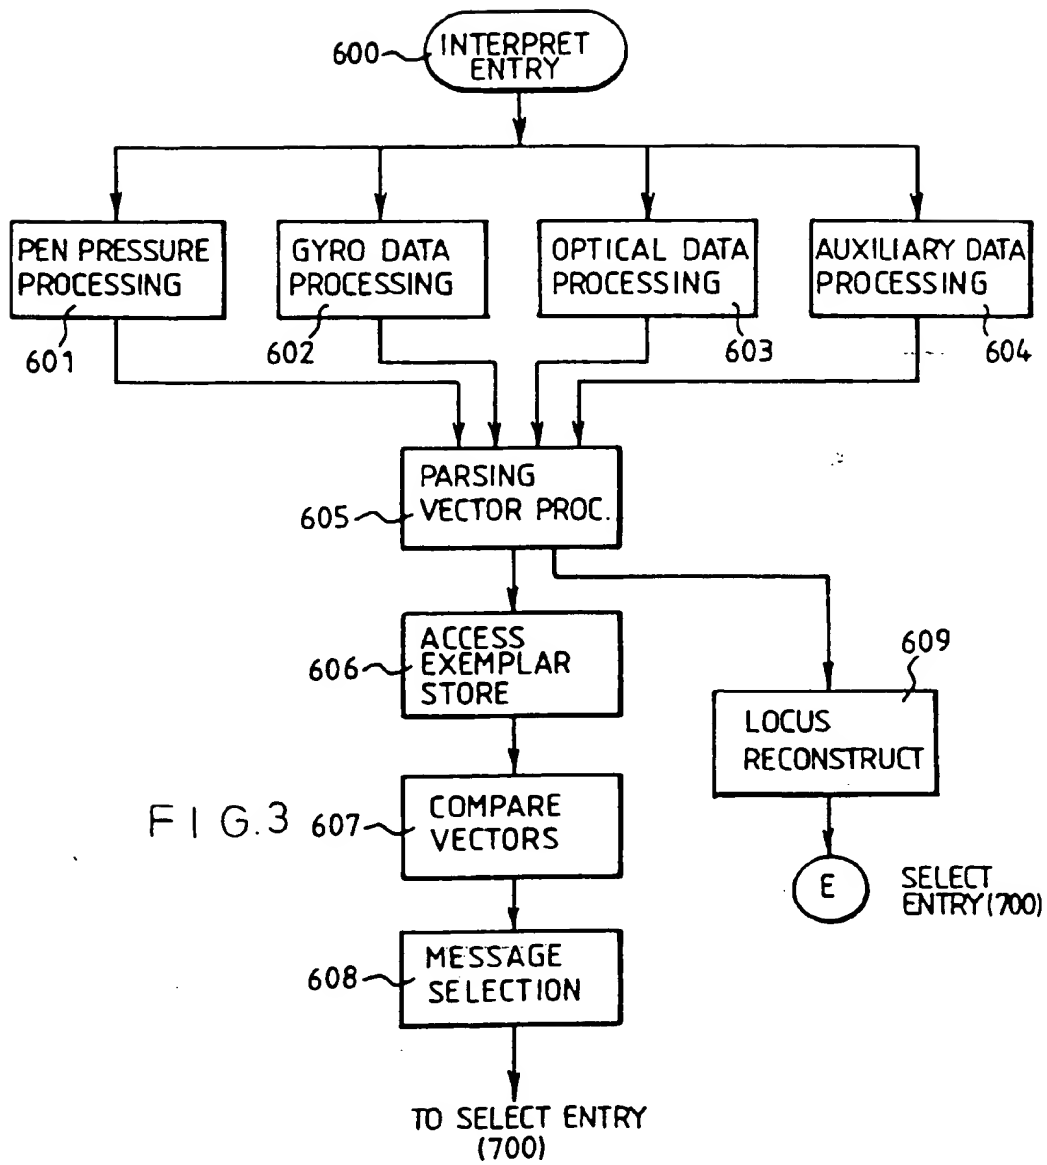 600
INTERPRET
ENTRY
PEN PRESSURE
PROCESSING
601
GYRO DATA
PROCESSING
602
OPTICAL DATA
PROCESSING
603
AUXILIARY DATA
PROCESSING
604
PARSING
VECTOR PROC.
605
ACCESS
EXEMPLAR
STORE
606
609
LOCUS
RECONSTRUCT
FIG.3
607
COMPARE
VECTORS
E
SELECT
ENTRY(700)
608
MESSAGE
SELECTION
TO SELECT ENTRY
(700)